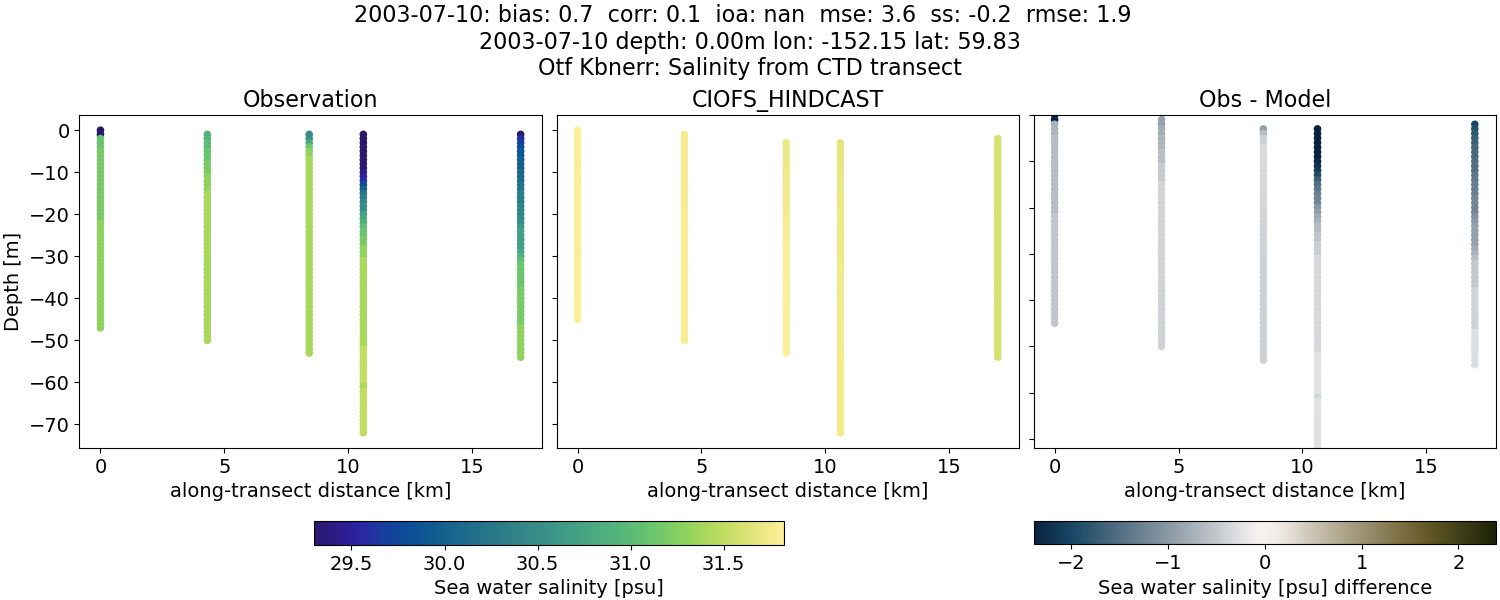 2003-07-10: bias: 0.7  corr: 0.1  ioa: nan  mse: 3.6  ss: -0.2  rmse: 1.9
2003-07-10 depth: 0.00m lon: -152.15 lat: 59.83
Otf Kbnerr: Salinity from CTD transect
Observation
CIOFS_HINDCAST
Obs - Model
Depth [m]
0
−10
−20
−30
−40
−50
−60
−70
0 5 10 15
0 5 10 15
0 5 10 15
along-transect distance [km]
along-transect distance [km]
along-transect distance [km]
29.5 30.0 30.5 31.0 31.5
Sea water salinity [psu]
−2 −1 0 1 2
Sea water salinity [psu] difference